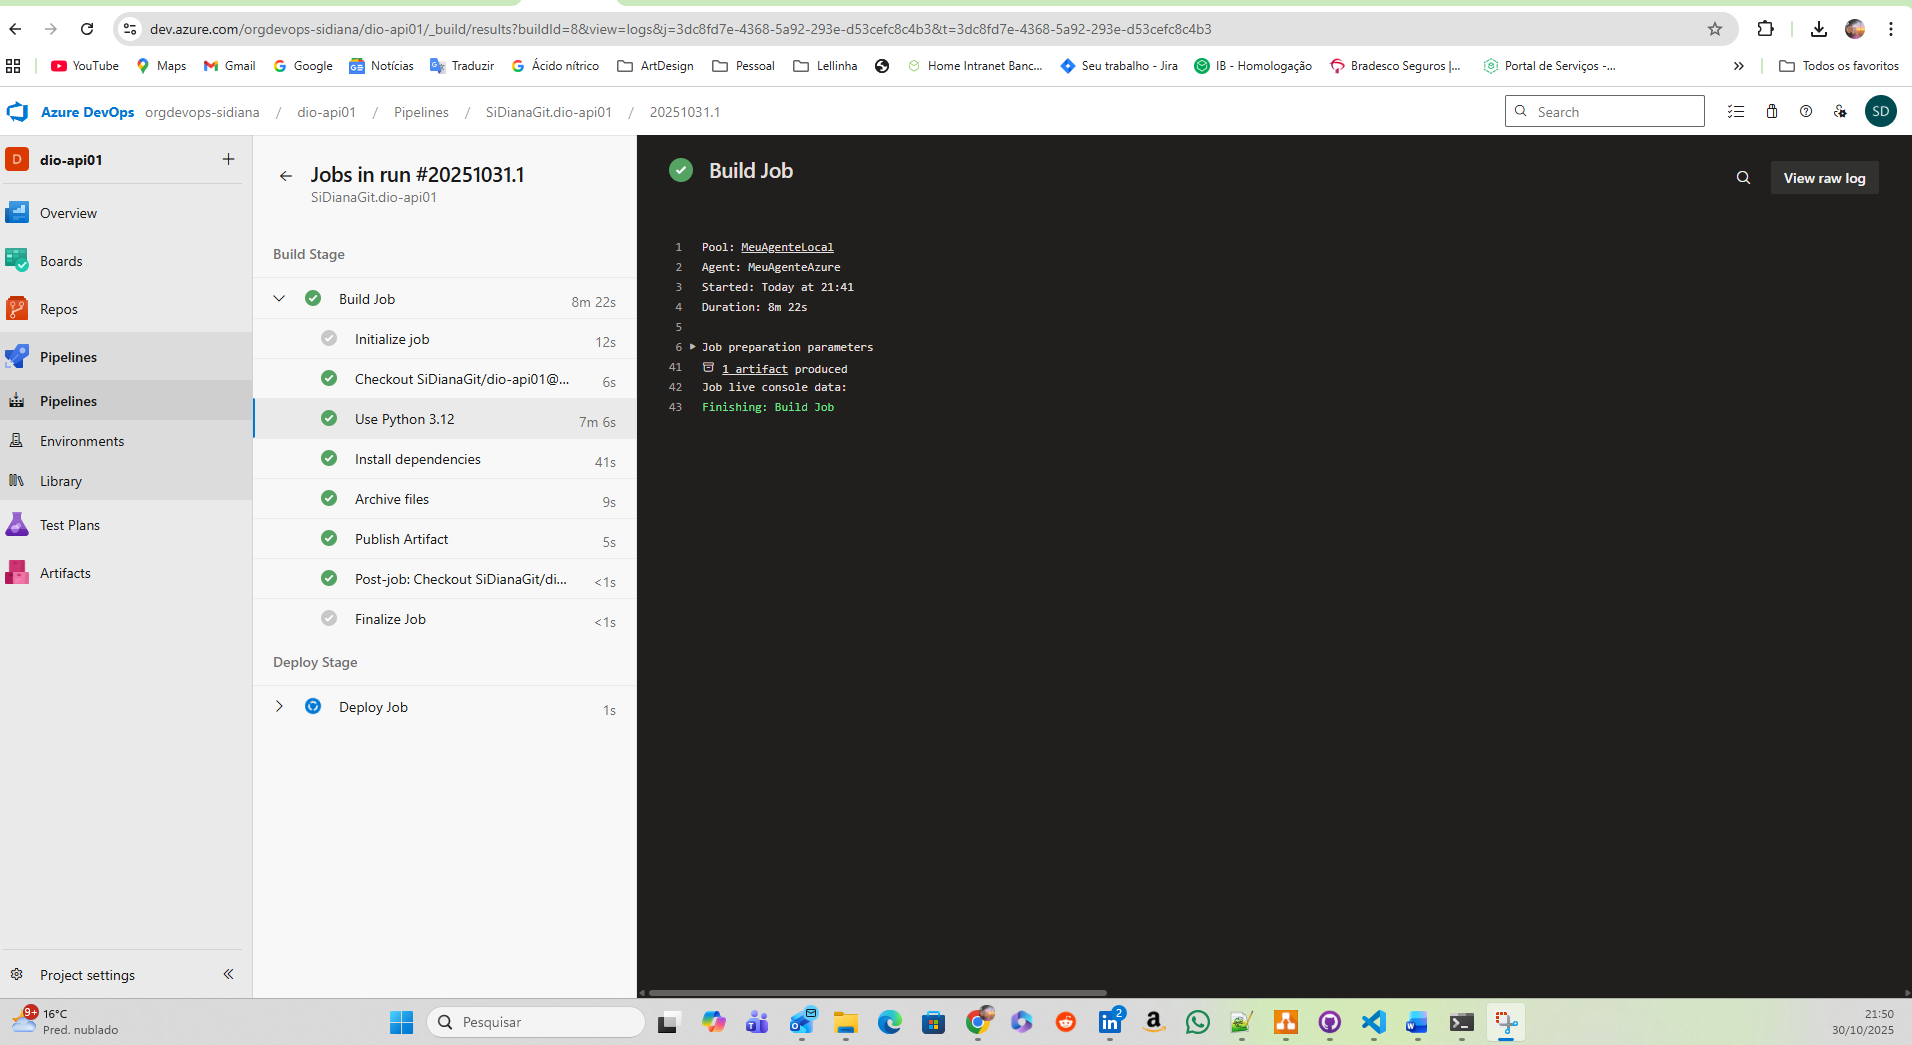 dev.azure.com/orgdevops-sidiana/dio-api01/_build/results?buildId=8&view=logs&j=3dc8fd7e-4368-5a92-293e-d53cefc8c4b3&t=3dc8fd7e-4368-5a92-293e-d53cefc8c4b3
YouTube Maps Gmail Google Notícias Traduzir Ácido nítrico ArtDesign Pessoal Lellinha Home Intranet Banc... Seu trabalho - Jira IB - Homologação Bradesco Seguros |... Portal de Serviços -... » Todos os favoritos
Azure DevOps orgdevops-sidiana / dio-api01 / Pipelines / SiDianaGit.dio-api01 / 20251031.1 Search SD
D dio-api01 +
Overview
Boards
Repos
Pipelines
Pipelines
Environments
Library
Test Plans
Artifacts
Project settings
Jobs in run #20251031.1
SiDianaGit.dio-api01
Build Stage
Build Job 8m 22s
Initialize job 12s
Checkout SiDianaGit/dio-api01@... 6s
Use Python 3.12 7m 6s
Install dependencies 41s
Archive files 9s
Publish Artifact 5s
Post-job: Checkout SiDianaGit/di... <1s
Finalize Job <1s
Deploy Stage
Deploy Job 1s
Build Job
View raw log
1 Pool: MeuAgenteLocal
2 Agent: MeuAgenteAzure
3 Started: Today at 21:41
4 Duration: 8m 22s
5
6 Job preparation parameters
41 1 artifact produced
42 Job live console data:
43 Finishing: Build Job
9+ 16°C
Pred. nublado
Pesquisar
2
21:50
30/10/2025